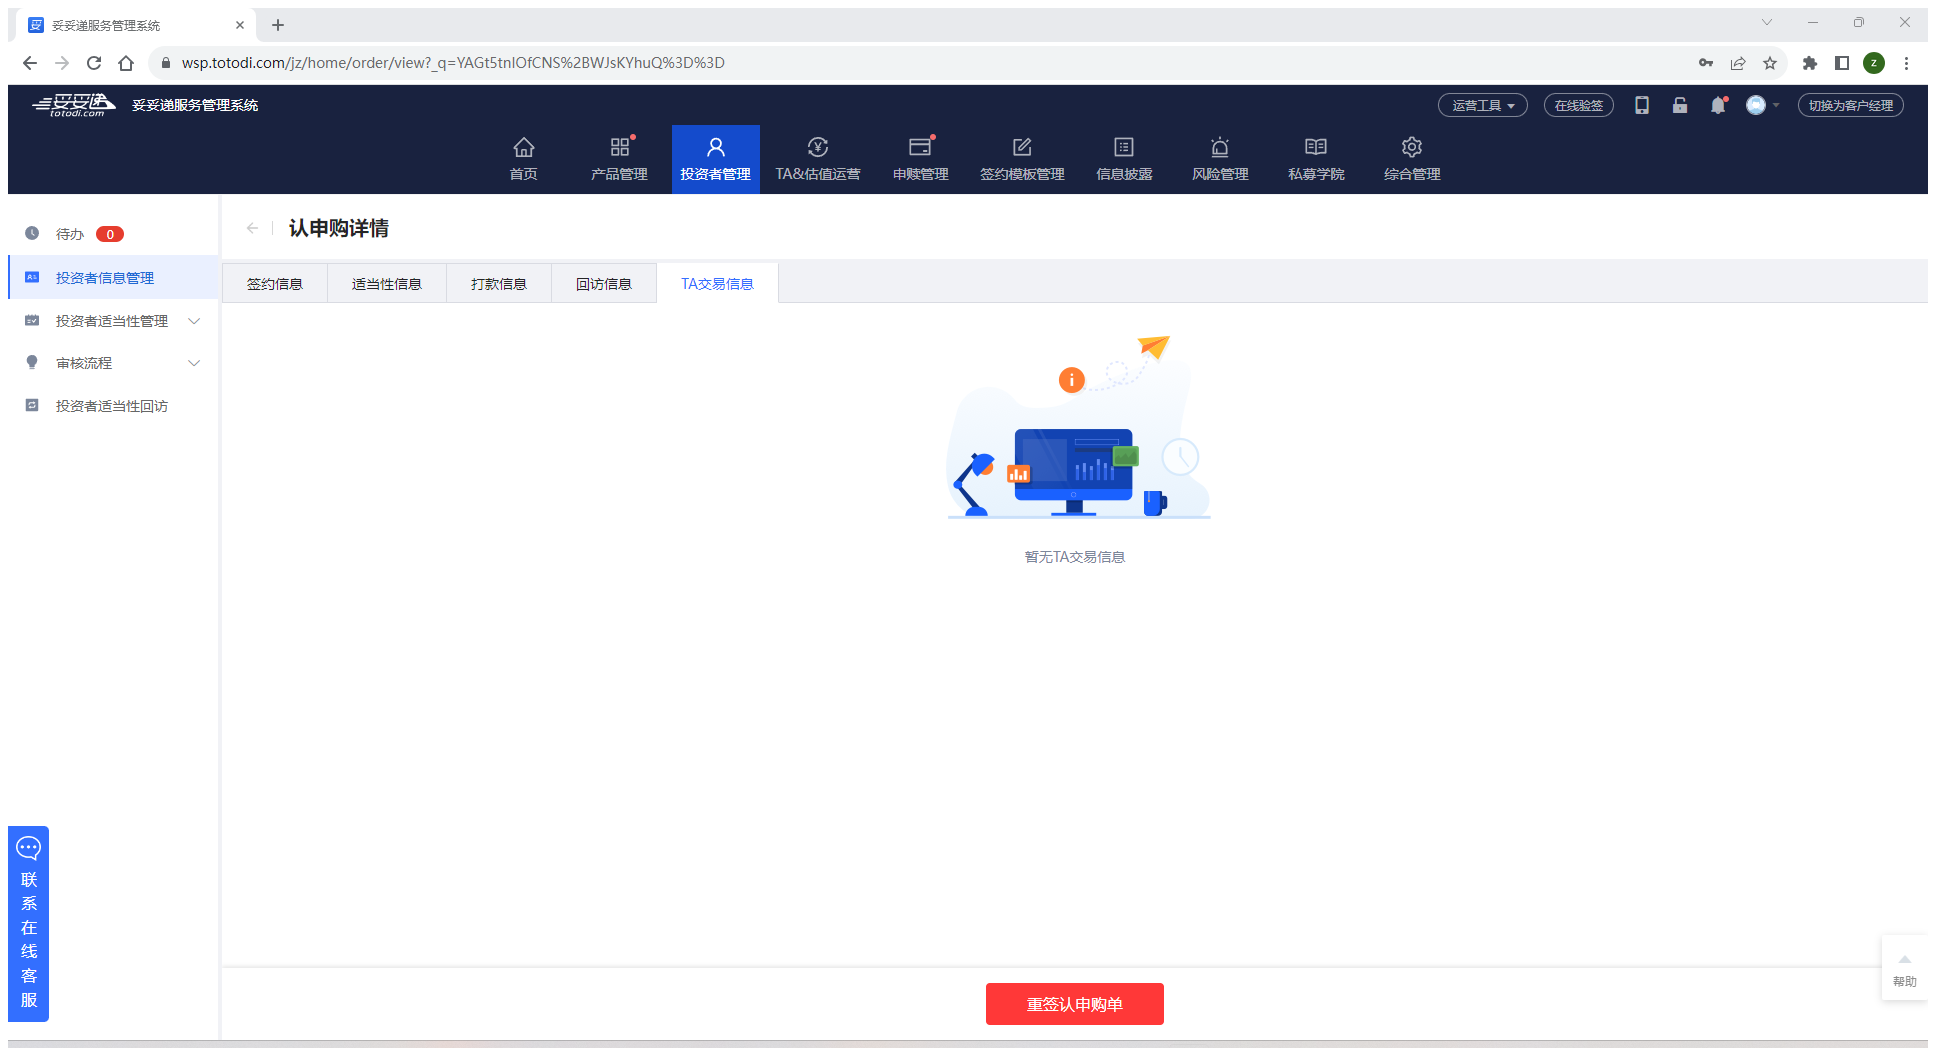 妥妥递服务管理系统
wsp.totodi.com/jz/home/order/view?_q=YAGt5tnIOfCNS%2BWJsKYhuQ%3D%3D
z
妥妥递
totodi.com
妥妥递服务管理系统
运营工具
在线验签
切换为客户经理
首页
产品管理
投资者管理
TA&估值运营
申赎管理
签约模板管理
信息披露
风险管理
私募学院
综合管理
待办 0
投资者信息管理
投资者适当性管理
审核流程
投资者适当性回访
认申购详情
签约信息
适当性信息
打款信息
回访信息
TA交易信息
暂无TA交易信息
联系在线客服
帮助
重签认申购单